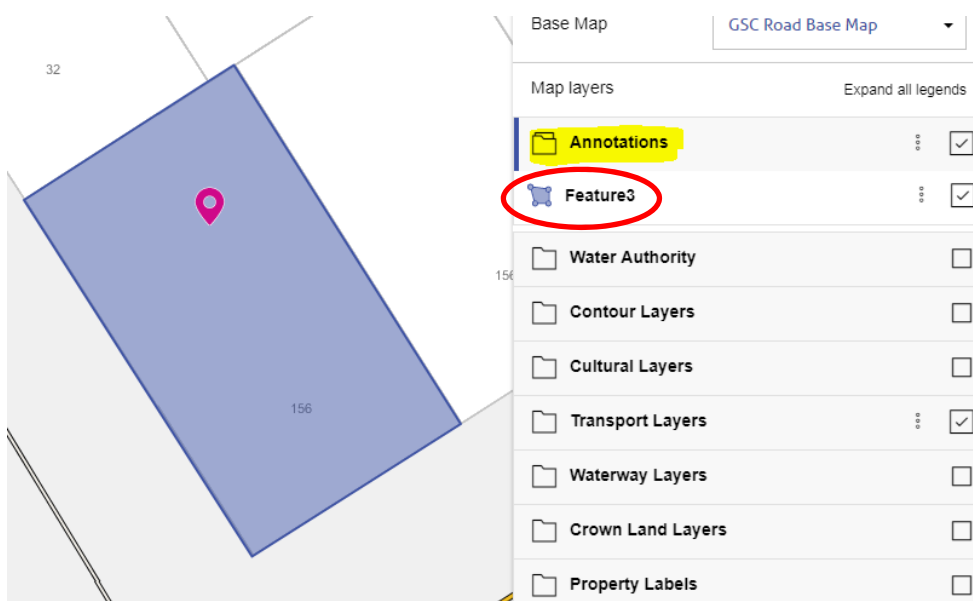 Base Map
GSC Road Base Map
32
Map layers
Expand all legends
Annotations
Feature3
Water Authority
156
Contour Layers
Cultural Layers
156
Transport Layers
Waterway Layers
Crown Land Layers
Property Labels